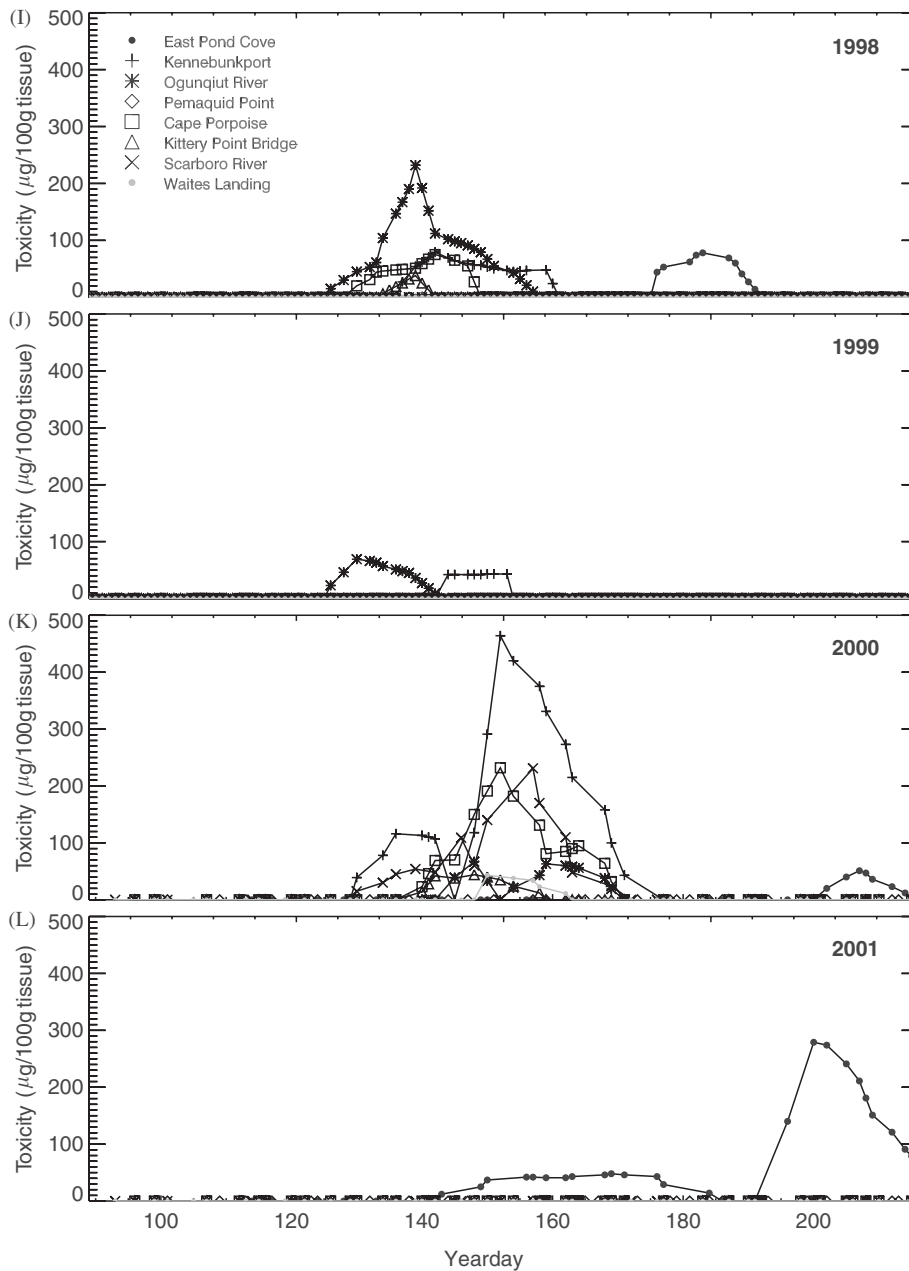 (I)
500
400
300
200
100
0
Toxicity (μg/100g tissue)
1998
East Pond Cove
Kennebunkport
Ogunqiut River
Pemaquid Point
Cape Porpoise
Kittery Point Bridge
Scarboro River
Waites Landing
(J)
500
400
300
200
100
0
Toxicity (μg/100g tissue)
1999
(K)
500
400
300
200
100
0
Toxicity (μg/100g tissue)
2000
(L)
500
400
300
200
100
0
Toxicity (μg/100g tissue)
2001
100 120 140 160 180 200
Yearday